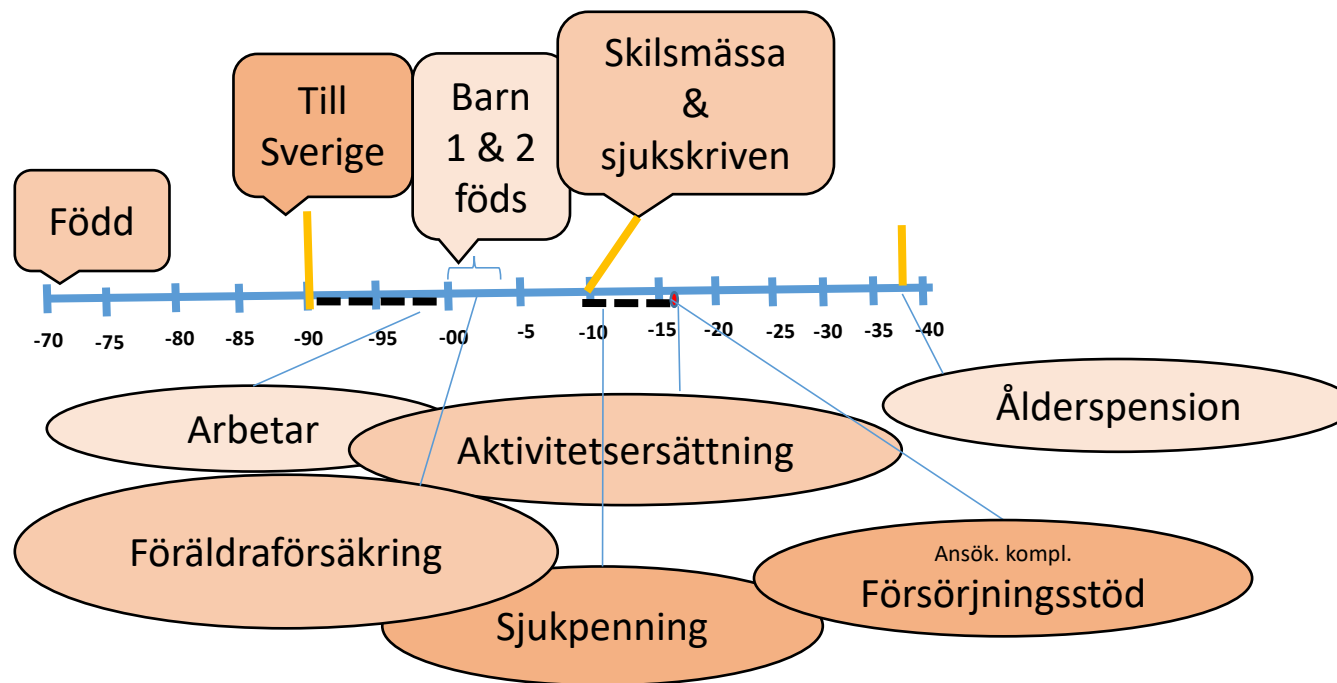 Skilsmässa
&
sjukskriven
Till
Sverige
Barn
1 & 2
föds
Född
-70 -75 -80 -85 -90 -95 -00 -5 -10 -15 -20 -25 -30 -35 -40
Arbetar
Ålderspension
Aktivitetsersättning
Föräldraförsäkring
Ansök. kompl.
Försörjningsstöd
Sjukpenning